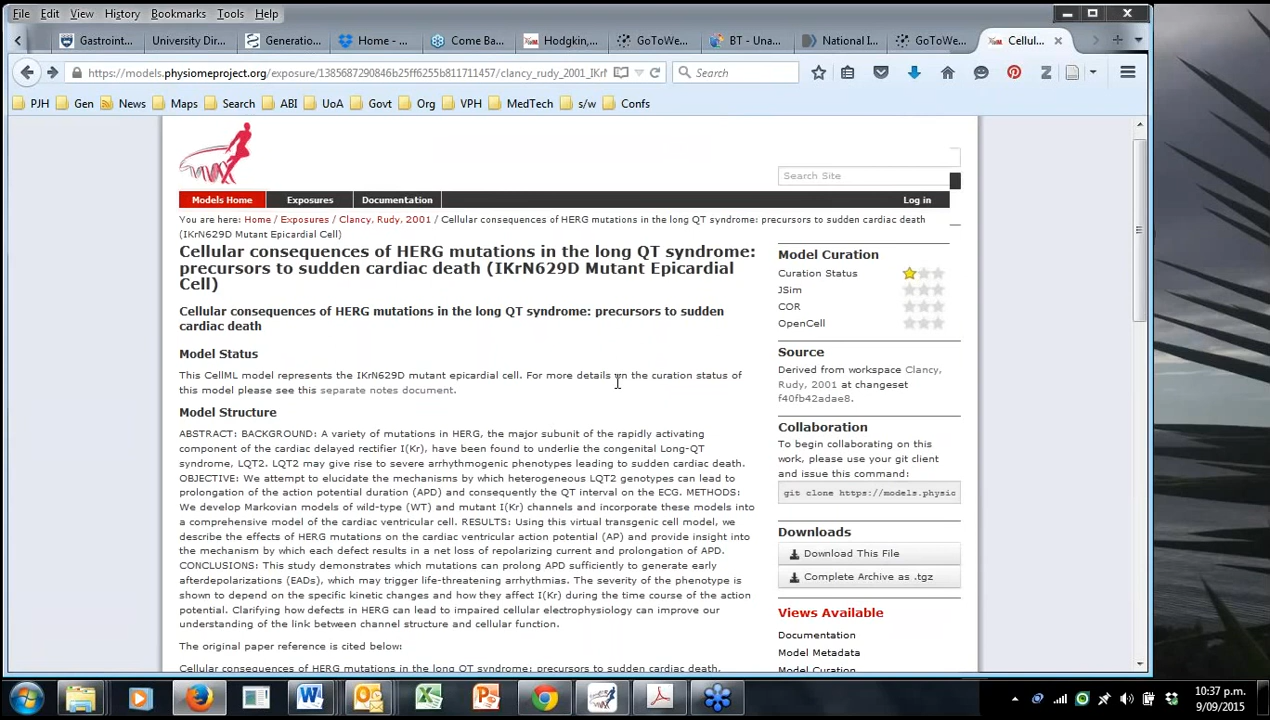 File Edit View History Bookmarks Tools Help
Gastroint... University Dir... Generatio... Home - ... Come Ba... Hodgkin,... GoToWe... BT - Una... National I... GoToWe... Cellul...
https://models.physiomeproject.org/exposure/1385687290846b25ff6255b811711457/clancy_rudy_2001_IKrl
Search
PJH Gen News Maps Search ABI UoA Govt Org VPH MedTech s/w Confs
Search Site
Models Home Exposures Documentation Log in
You are here: Home / Exposures / Clancy, Rudy, 2001 / Cellular consequences of HERG mutations in the long QT syndrome: precursors to sudden cardiac death
(IKrN629D Mutant Epicardial Cell)
Cellular consequences of HERG mutations in the long QT syndrome:
precursors to sudden cardiac death (IKrN629D Mutant Epicardial
Cell)
Cellular consequences of HERG mutations in the long QT syndrome: precursors to sudden
cardiac death
Model Status
This CellML model represents the IKrN629D mutant epicardial cell. For more details on the curation status of
this model please see this separate notes document.
Model Structure
ABSTRACT: BACKGROUND: A variety of mutations in HERG, the major subunit of the rapidly activating
component of the cardiac delayed rectifier I(Kr), have been found to underlie the congenital Long-QT
syndrome, LQT2. LQT2 may give rise to severe arrhythmogenic phenotypes leading to sudden cardiac death.
OBJECTIVE: We attempt to elucidate the mechanisms by which heterogeneous LQT2 genotypes can lead to
prolongation of the action potential duration (APD) and consequently the QT interval on the ECG. METHODS:
We develop Markovian models of wild-type (WT) and mutant I(Kr) channels and incorporate these models into
a comprehensive model of the cardiac ventricular cell. RESULTS: Using this virtual transgenic cell model, we
describe the effects of HERG mutations on the cardiac ventricular action potential (AP) and provide insight into
the mechanism by which each defect results in a net loss of repolarizing current and prolongation of APD.
CONCLUSIONS: This study demonstrates which mutations can prolong APD sufficiently to generate early
afterdepolarizations (EADs), which may trigger life-threatening arrhythmias. The severity of the phenotype is
shown to depend on the specific kinetic changes and how they affect I(Kr) during the time course of the action
potential. Clarifying how defects in HERG can lead to impaired cellular electrophysiology can improve our
understanding of the link between channel structure and cellular function.
The original paper reference is cited below:
Cellular consequences of HERG mutations in the long QT syndrome: precursors to sudden cardiac death.
Model Curation
Curation Status
JSim
COR
OpenCell
Source
Derived from workspace Clancy,
Rudy, 2001 at changeset
f40fb42adae8.
Collaboration
To begin collaborating on this
work, please use your git client
and issue this command:
git clone https://models.physio
Downloads
Download This File
Complete Archive as .tgz
Views Available
Documentation
Model Metadata
Model Curation
10:37 p.m.
9/09/2015